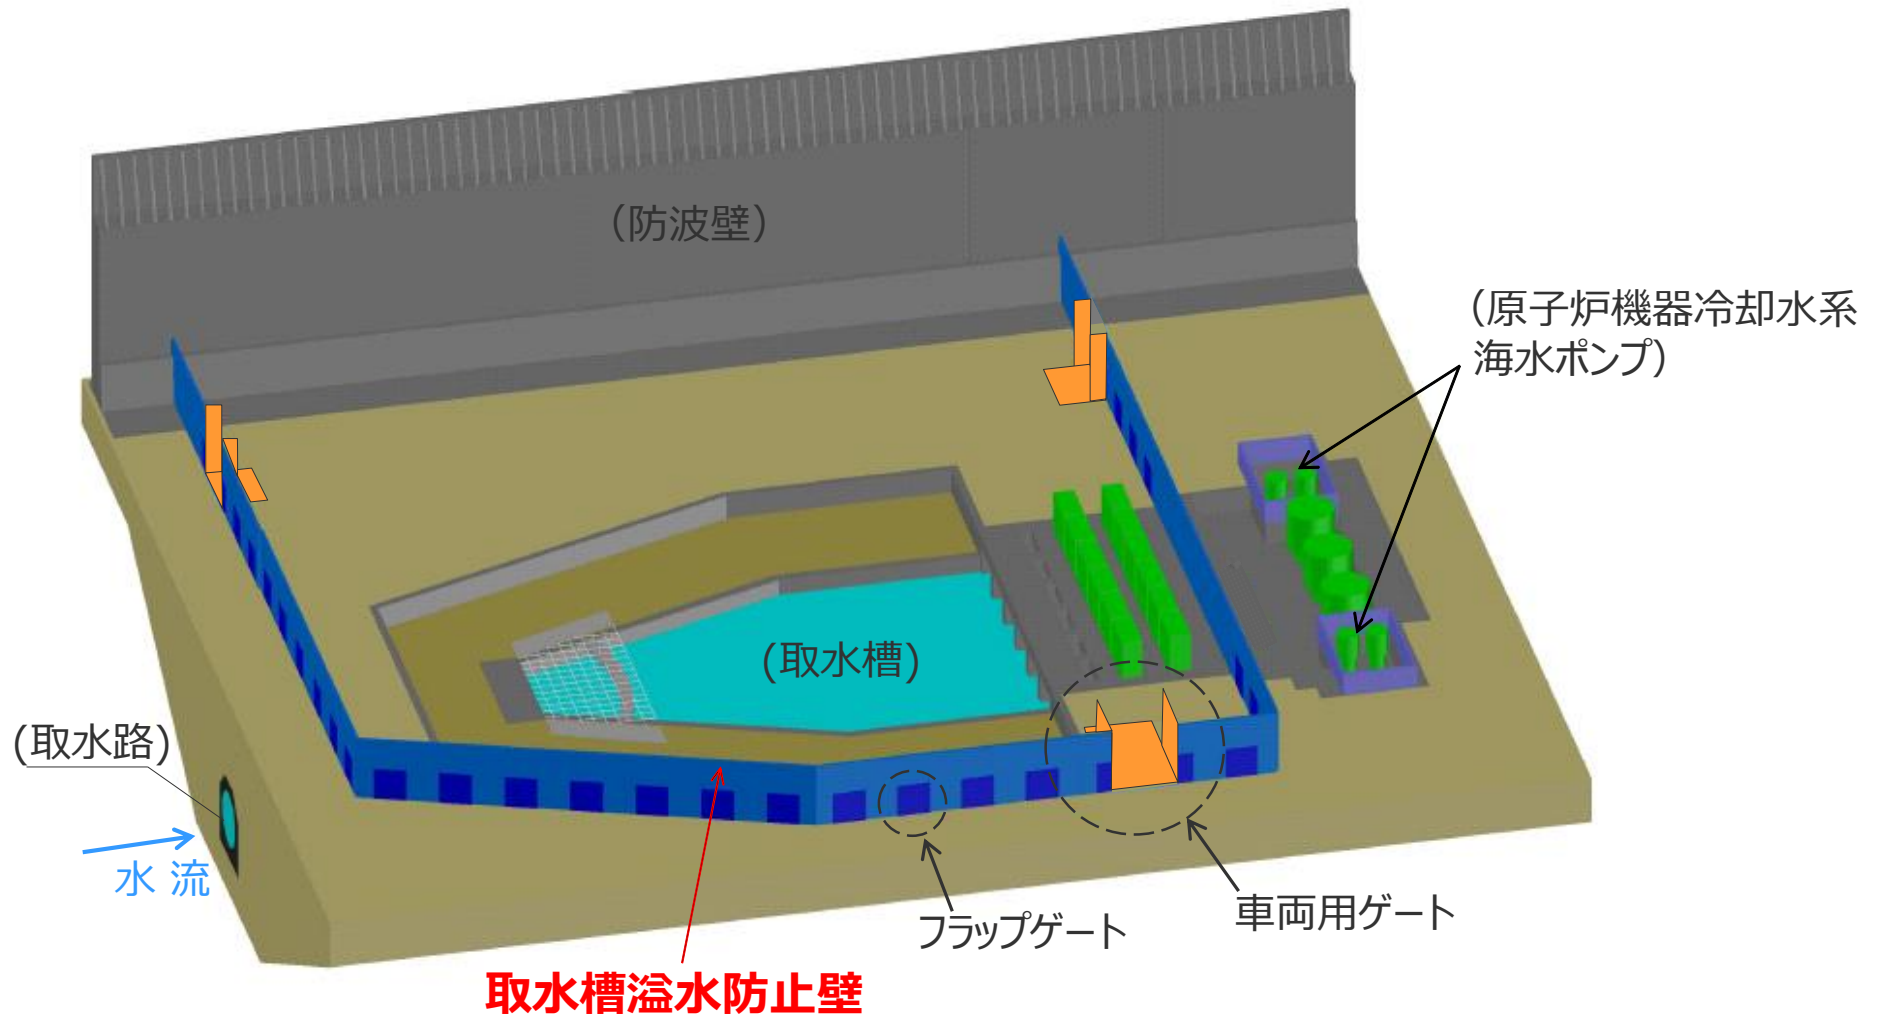 （防波壁）
（原子炉機器冷却水系
海水ポンプ）
(取水槽)
(取水路)
水 流
フラップゲート
車両用ゲート
取水槽溢水防止壁